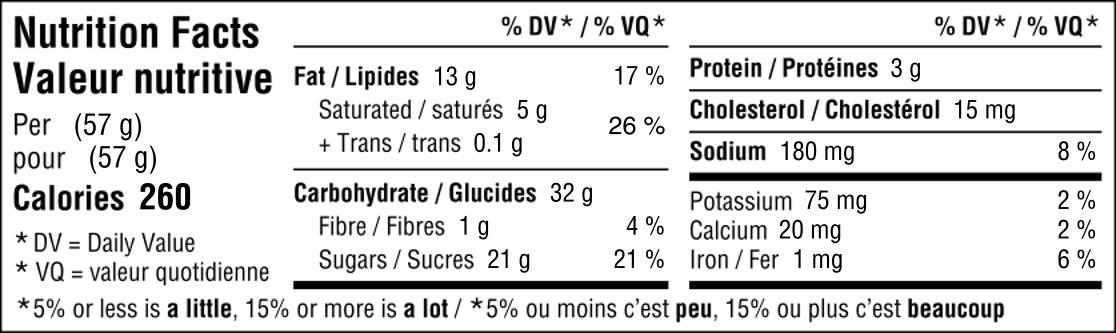 Nutrition Facts
Valeur nutritive
Per (57 g)
pour (57 g)
Calories 260
* DV = Daily Value
* VQ = valeur quotidienne
% DV* / % VQ*
Fat / Lipides 13 g 17 %
Saturated / saturés 5 g
+ Trans / trans 0.1 g
26 %
Carbohydrate / Glucides 32 g
Fibre / Fibres 1 g 4 %
Sugars / Sucres 21 g 21 %
% DV* / % VQ*
Protein / Protéines 3 g
Cholesterol / Cholestérol 15 mg
Sodium 180 mg 8 %
Potassium 75 mg 2 %
Calcium 20 mg 2 %
Iron / Fer 1 mg 6 %
*5% or less is a little, 15% or more is a lot / *5% ou moins c’est peu, 15% ou plus c’est beaucoup